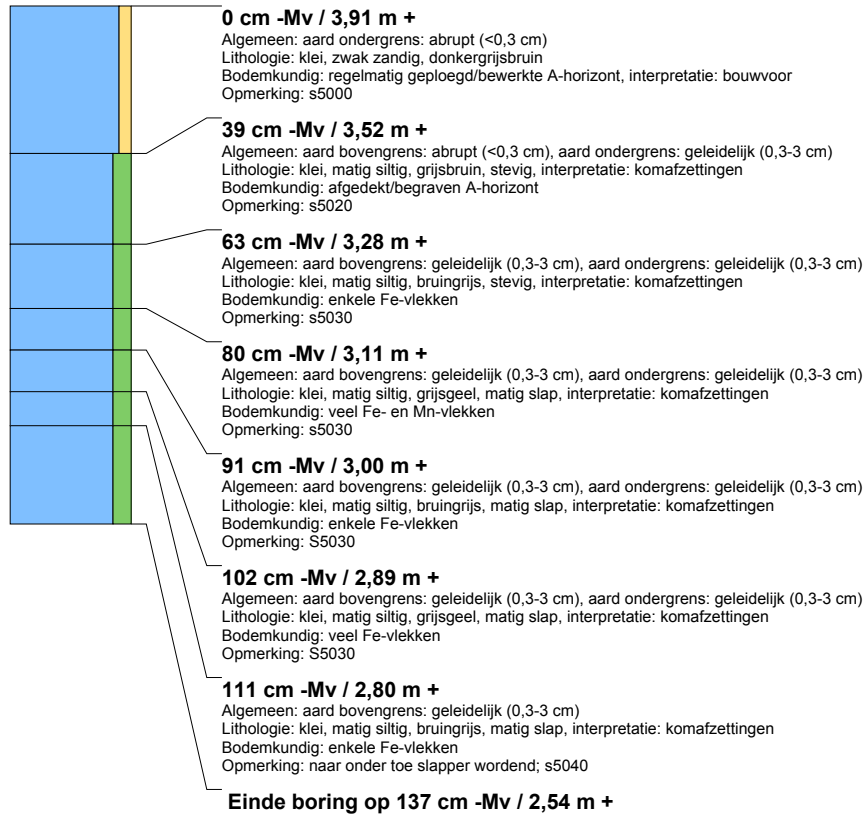 0 cm -Mv / 3,91 m +
Algemeen: aard ondergrens: abrupt (<0,3 cm)
Lithologie: klei, zwak zandig, donkergrijsbruin
Bodemkundig: regelmatig geploegd/bewerkte A-horizont, interpretatie: bouwvoor
Opmerking: s5000
39 cm -Mv / 3,52 m +
Algemeen: aard bovengrens: abrupt (<0,3 cm), aard ondergrens: geleidelijk (0,3-3 cm)
Lithologie: klei, matig siltig, grijsbruin, stevig, interpretatie: komafzettingen
Bodemkundig: afgedekt/begraven A-horizont
Opmerking: s5020
63 cm -Mv / 3,28 m +
Algemeen: aard bovengrens: geleidelijk (0,3-3 cm), aard ondergrens: geleidelijk (0,3-3 cm)
Lithologie: klei, matig siltig, bruingrijs, stevig, interpretatie: komafzettingen
Bodemkundig: enkele Fe-vlekken
Opmerking: s5030
80 cm -Mv / 3,11 m +
Algemeen: aard bovengrens: geleidelijk (0,3-3 cm), aard ondergrens: geleidelijk (0,3-3 cm)
Lithologie: klei, matig siltig, grijsgeel, matig slap, interpretatie: komafzettingen
Bodemkundig: veel Fe- en Mn-vlekken
Opmerking: s5030
91 cm -Mv / 3,00 m +
Algemeen: aard bovengrens: geleidelijk (0,3-3 cm), aard ondergrens: geleidelijk (0,3-3 cm)
Lithologie: klei, matig siltig, bruingrijs, matig slap, interpretatie: komafzettingen
Bodemkundig: enkele Fe-vlekken
Opmerking: S5030
102 cm -Mv / 2,89 m +
Algemeen: aard bovengrens: geleidelijk (0,3-3 cm), aard ondergrens: geleidelijk (0,3-3 cm)
Lithologie: klei, matig siltig, grijsgeel, matig slap, interpretatie: komafzettingen
Bodemkundig: veel Fe-vlekken
Opmerking: S5030
111 cm -Mv / 2,80 m +
Algemeen: aard bovengrens: geleidelijk (0,3-3 cm)
Lithologie: klei, matig siltig, bruingrijs, matig slap, interpretatie: komafzettingen
Bodemkundig: enkele Fe-vlekken
Opmerking: naar onder toe slapper wordend; s5040
Einde boring op 137 cm -Mv / 2,54 m +